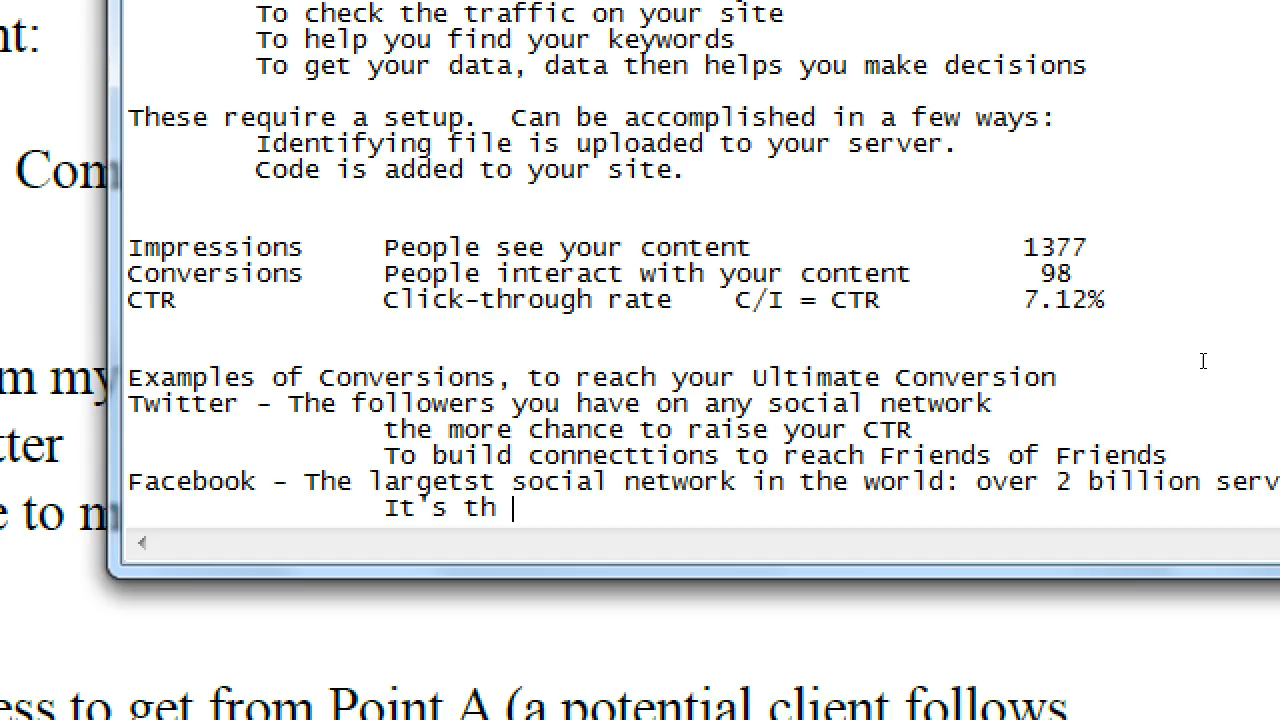 To check the traffic on your site
nt:
To help you find your keywords
To get your data, data then helps you make decisions
These require a setup.  Can be accomplished in a few ways:
Identifying file is uploaded to your server.
Com
Code is added to your site.
Impressions People see your content 1377
Conversions People interact with your content 98
CTR Click-through rate C/I = CTR 7.12%
m my
Examples of Conversions, to reach your Ultimate Conversion
Twitter - The followers you have on any social network
the more chance to raise your CTR
tter
To build connecttions to reach Friends of Friends
Facebook - The largetst social network in the world: over 2 billion serv
e to m
It's th
ess to get from Point A (a potential client follows